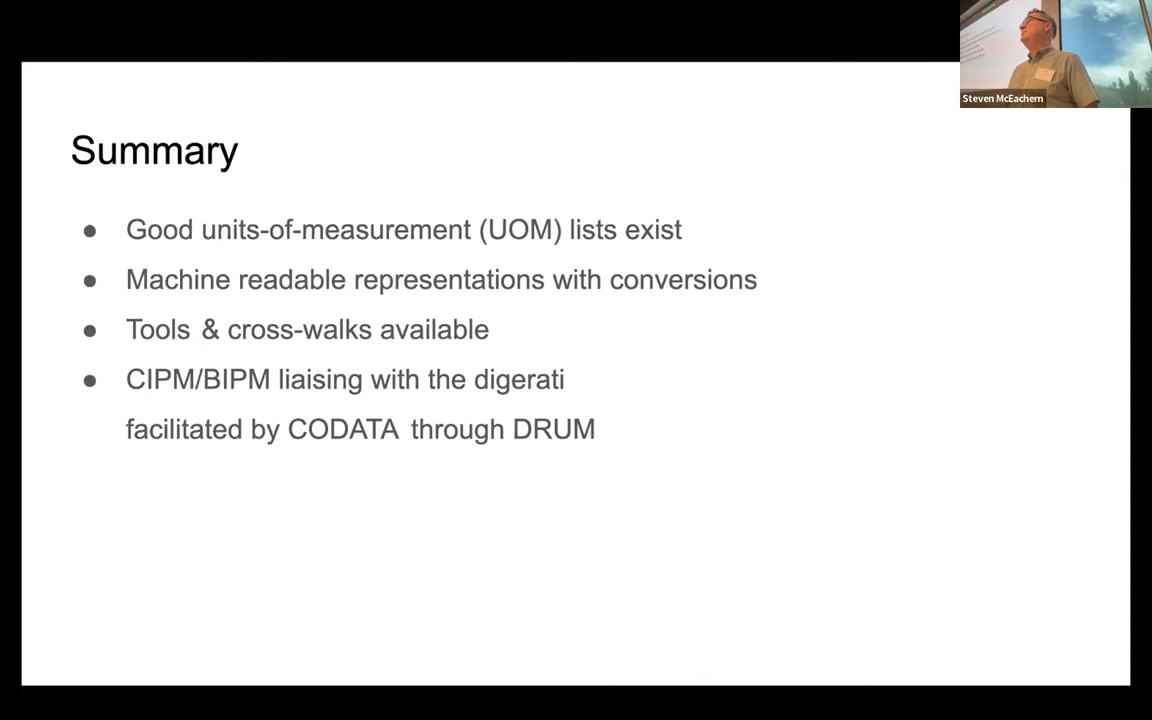 Steven McEachern
Summary
● Good units-of-measurement (UOM) lists exist
● Machine readable representations with conversions
● Tools & cross-walks available
● CIPM/BIPM liaising with the digerati
facilitated by CODATA through DRUM